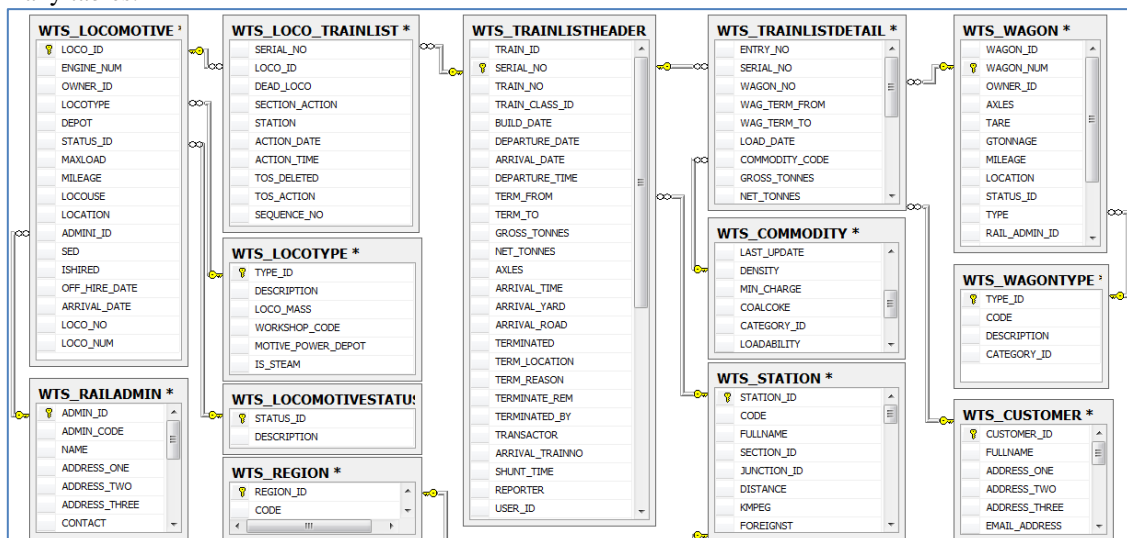 WTS_LOCOMOTIVE *
LOCO_ID
ENGINE_NUM
OWNER_ID
LOCOTYPE
DEPOT
STATUS_ID
MAXLOAD
MILEAGE
LOCOUSE
LOCATION
ADMINI_ID
SED
ISHIRED
OFF_HIRE_DATE
ARRIVAL_DATE
LOCO_NO
LOCO_NUM
WTS_RAILADMIN *
ADMIN_ID
ADMIN_CODE
NAME
ADDRESS_ONE
ADDRESS_TWO
ADDRESS_THREE
CONTACT
WTS_LOCO_TRAINLIST *
SERIAL_NO
LOCO_ID
DEAD_LOCO
SECTION_ACTION
STATION
ACTION_DATE
ACTION_TIME
TOS_DELETED
TOS_ACTION
SEQUENCE_NO
WTS_LOCOTYPE *
TYPE_ID
DESCRIPTION
LOCO_MASS
WORKSHOP_CODE
MOTIVE_POWER_DEPOT
IS_STEAM
WTS_LOCOMOTIVESTATUS
STATUS_ID
DESCRIPTION
WTS_REGION *
REGION_ID
CODE
WTS_TRAINLISTHEADER
TRAIN_ID
SERIAL_NO
TRAIN_NO
TRAIN_CLASS_ID
BUILD_DATE
DEPARTURE_DATE
ARRIVAL_DATE
DEPARTURE_TIME
TERM_FROM
TERM_TO
GROSS_TONNES
NET_TONNES
AXLES
ARRIVAL_TIME
ARRIVAL_YARD
ARRIVAL_ROAD
TERMINATED
TERM_LOCATION
TERM_REASON
TERMINATE_REM
TERMINATED_BY
TRANSACTOR
ARRIVAL_TRAINNO
SHUNT_TIME
REPORTER
USER_ID
WTS_TRAINLISTDETAIL *
ENTRY_NO
SERIAL_NO
WAGON_NO
WAG_TERM_FROM
WAG_TERM_TO
LOAD_DATE
COMMODITY_CODE
GROSS_TONNES
NET_TONNES
WTS_COMMODITY *
LAST_UPDATE
DENSITY
MIN_CHARGE
COALCOKE
CATEGORY_ID
LOADABILITY
WTS_STATION *
STATION_ID
CODE
FULLNAME
SECTION_ID
JUNCTION_ID
DISTANCE
KMPEG
FOREIGNST
WTS_WAGON *
WAGON_ID
WAGON_NUM
OWNER_ID
AXLES
TARE
GTONNAGE
MILEAGE
LOCATION
STATUS_ID
TYPE
RAIL_ADMIN_ID
WTS_WAGONTYPE *
TYPE_ID
CODE
DESCRIPTION
CATEGORY_ID
WTS_CUSTOMER *
CUSTOMER_ID
FULLNAME
ADDRESS_ONE
ADDRESS_TWO
ADDRESS_THREE
EMAIL_ADDRESS